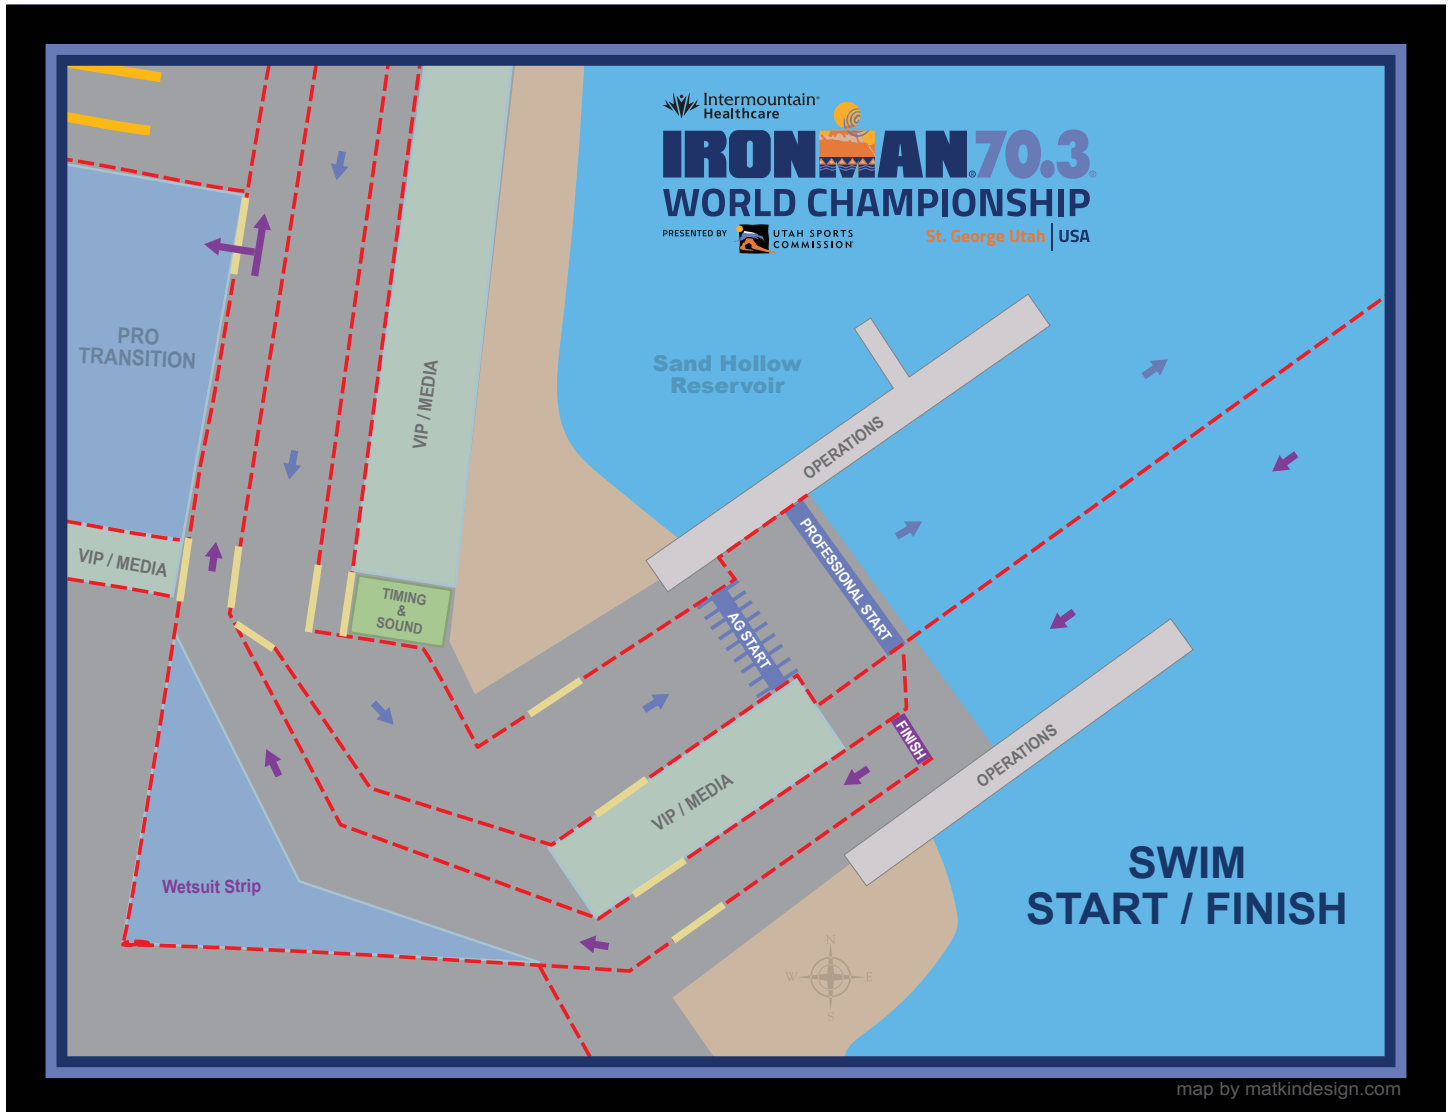 Intermountain®
Healthcare
IRONMAN® 70.3®
WORLD CHAMPIONSHIP
PRESENTED BY
UTAH SPORTS
COMMISSION
St. George Utah | USA
PRO
TRANSITION
VIP / MEDIA
Sand Hollow
Reservoir
OPERATIONS
PROFESSIONAL START
VIP / MEDIA
TIMING
&
SOUND
AG START
FINISH
OPERATIONS
VIP / MEDIA
Wetsuit Strip
SWIM
START / FINISH
N
W E
S
map by matkindesign.com